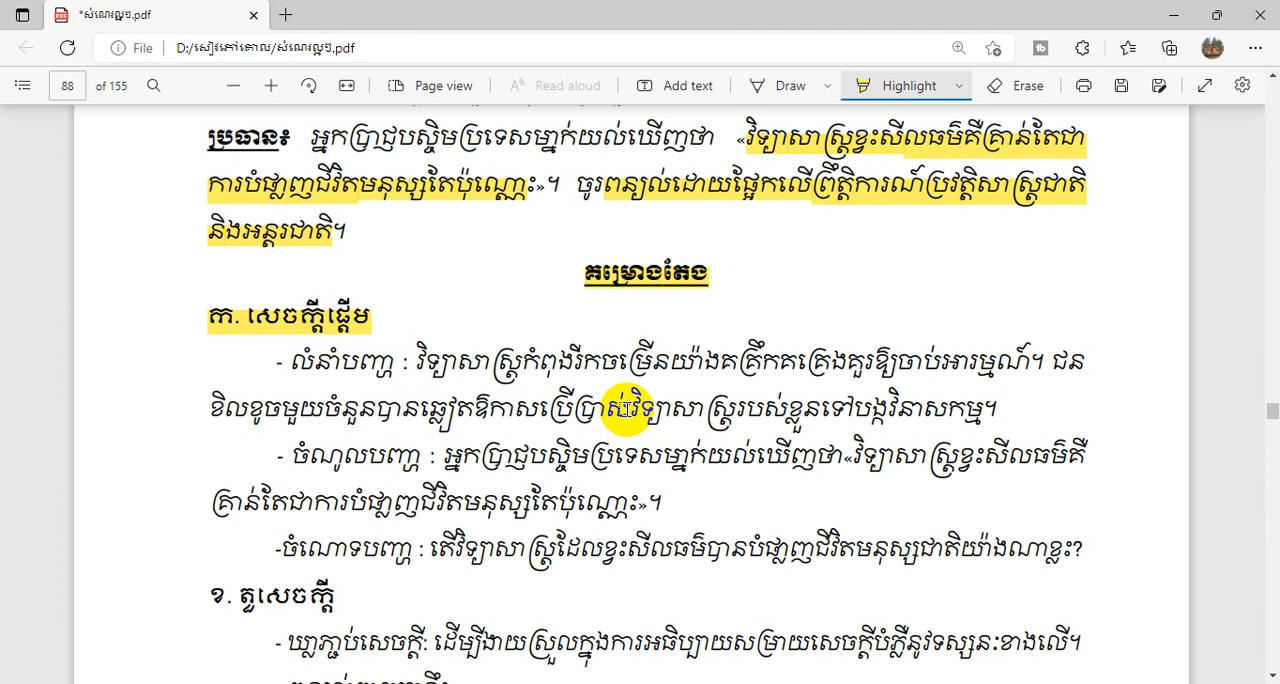 *សំណេរល្អ១.pdf
File D:/សៀវភៅគោល/សំណេរល្អ១.pdf
88 of 155 Page view Read aloud Add text Draw Highlight Erase
ប្រធាន៖ អ្នកប្រាជ្ញបស្ចិមប្រទេសម្នាក់យល់ឃើញថា «វិទ្យាសាស្ត្រខ្វះសីលធម៌គឺគ្រាន់តែជា
ការបំផ្លាញជីវិតមនុស្សតែប៉ុណ្ណោះ»។ ចូរពន្យល់ដោយផ្អែកលើព្រឹត្តិការណ៍ប្រវត្តិសាស្ត្រជាតិ
និងអន្តរជាតិ។
គម្រោងតែង
ក. សេចក្តីផ្តើម
- លំនាំបញ្ហា : វិទ្យាសាស្ត្រកំពុងរីកចម្រើនយ៉ាងគគ្រឹកគគ្រេងគួរឱ្យចាប់អារម្មណ៍។ ជន
ខិលខូចមួយចំនួនបានឆ្លៀតឱកាសប្រើប្រាស់វិទ្យាសាស្ត្ររបស់ខ្លួនទៅបង្កវិនាសកម្ម។
- ចំណូលបញ្ហា : អ្នកប្រាជ្ញបស្ចិមប្រទេសម្នាក់យល់ឃើញថា«វិទ្យាសាស្ត្រខ្វះសីលធម៌គឺ
គ្រាន់តែជាការបំផ្លាញជីវិតមនុស្សតែប៉ុណ្ណោះ»។
-ចំណោទបញ្ហា : តើវិទ្យាសាស្ត្រដែលខ្វះសីលធម៌បានបំផ្លាញជីវិតមនុស្សជាតិយ៉ាងណាខ្លះ?
ខ. តួសេចក្តី
- ឃ្លាភ្ជាប់សេចក្តី: ដើម្បីងាយស្រួលក្នុងការអធិប្បាយសម្រាយសេចក្តីបំភ្លឺនូវទស្សនៈខាងលើ។